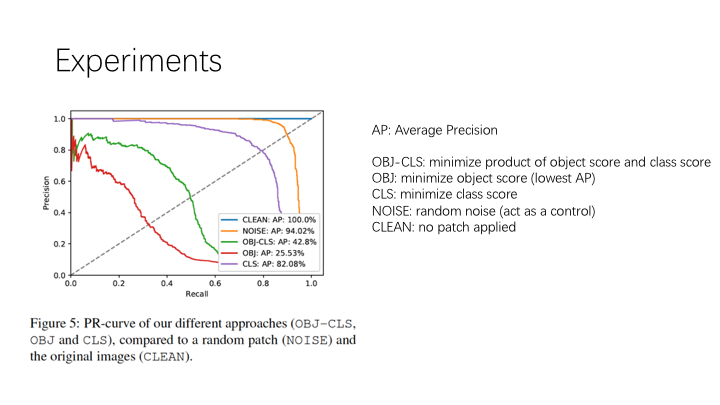 Experiments
1.0
0.8
0.6
0.4
0.2
0.0
Precision
0.0 0.2 0.4 0.6 0.8 1.0
Recall
CLEAN: AP: 100.0%
NOISE: AP: 94.02%
OBJ-CLS: AP: 42.8%
OBJ: AP: 25.53%
CLS: AP: 82.08%
Figure 5: PR-curve of our different approaches (OBJ-CLS,
OBJ and CLS), compared to a random patch (NOISE) and
the original images (CLEAN).
AP: Average Precision
OBJ-CLS: minimize product of object score and class score
OBJ: minimize object score (lowest AP)
CLS: minimize class score
NOISE: random noise (act as a control)
CLEAN: no patch applied